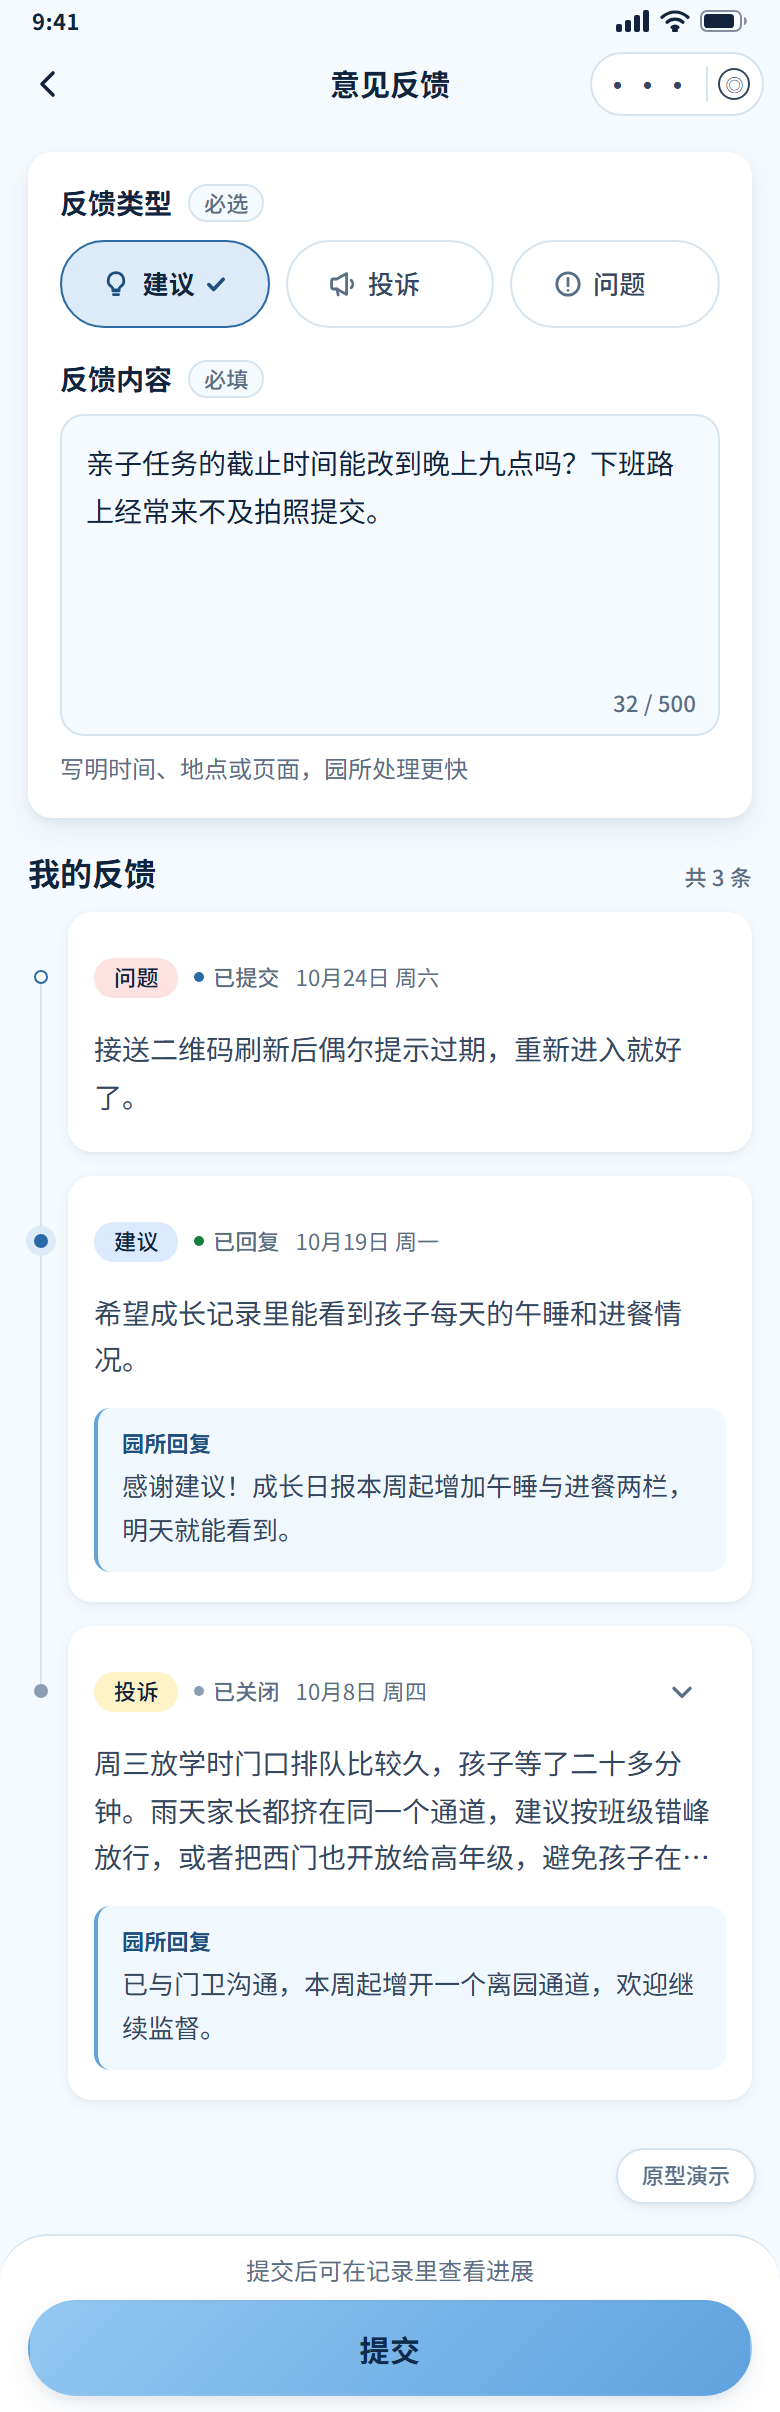 9:41
意见反馈
反馈类型 必选
建议 投诉 问题
反馈内容 必填
亲子任务的截止时间能改到晚上九点吗？下班路
上经常来不及拍照提交。
32 / 500
写明时间、地点或页面，园所处理更快
我的反馈 共 3 条
问题 已提交 10月24日 周六
接送二维码刷新后偶尔提示过期，重新进入就好
了。
建议 已回复 10月19日 周一
希望成长记录里能看到孩子每天的午睡和进餐情
况。
园所回复
感谢建议！成长日报本周起增加午睡与进餐两栏，
明天就能看到。
投诉 已关闭 10月8日 周四
周三放学时门口排队比较久，孩子等了二十多分
钟。雨天家长都挤在同一个通道，建议按班级错峰
放行，或者把西门也开放给高年级，避免孩子在…
园所回复
已与门卫沟通，本周起增开一个离园通道，欢迎继
续监督。
原型演示
提交后可在记录里查看进展
提交